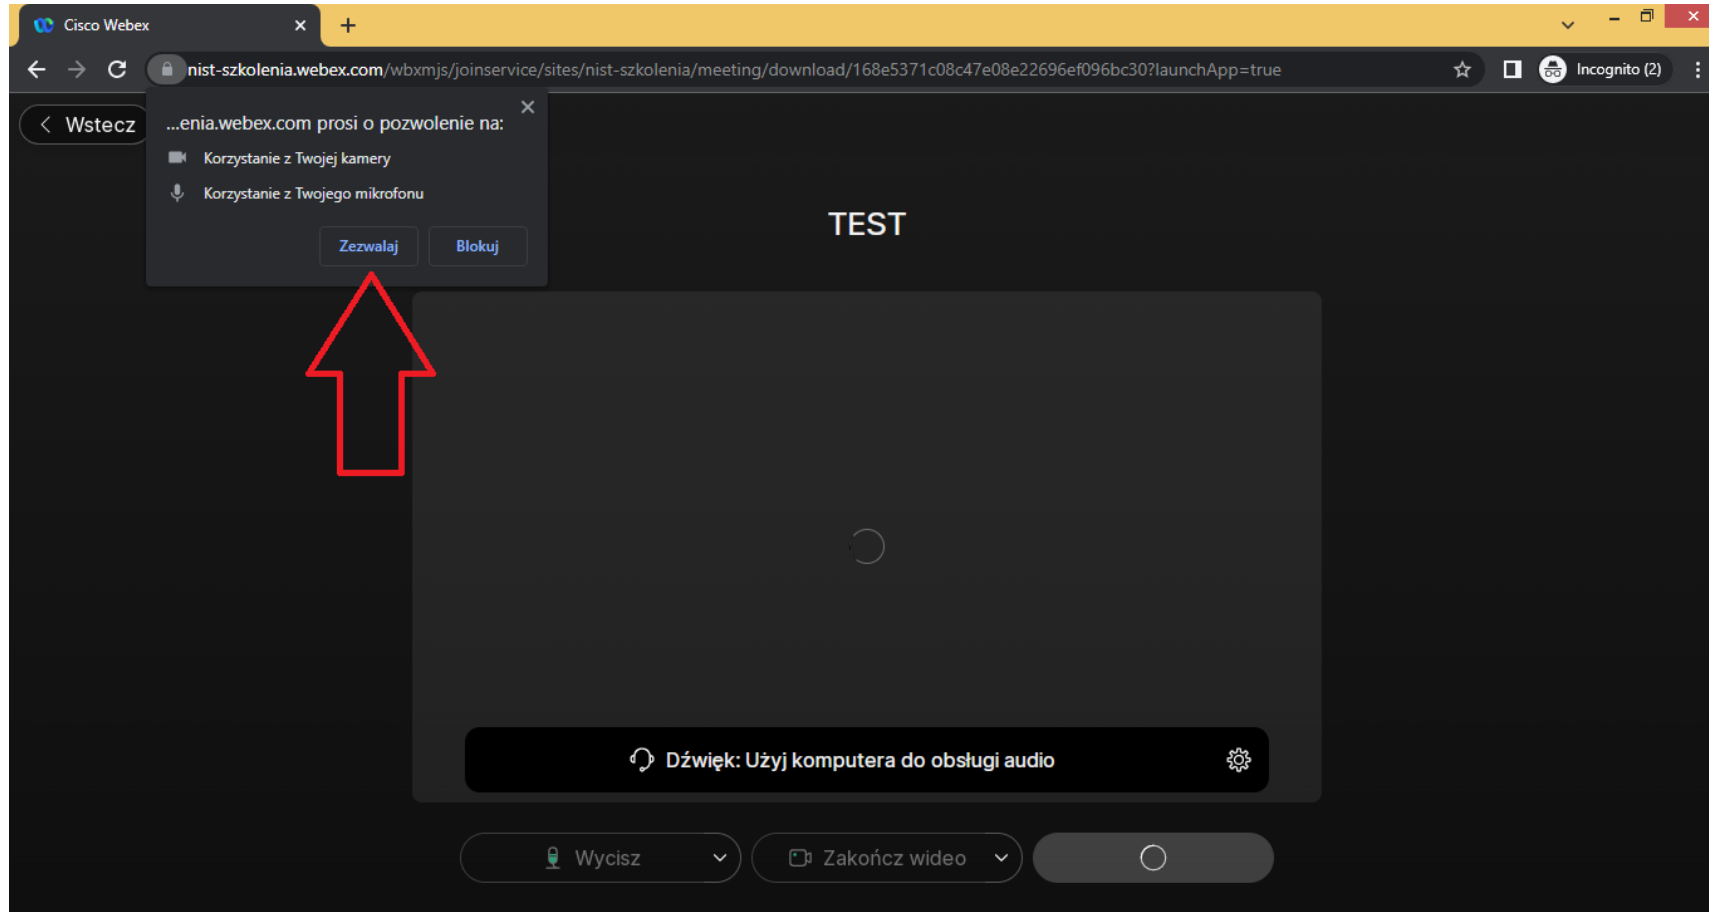 Cisco Webex
nist-szkolenia.webex.com/wbxmjs/joinservice/sites/nist-szkolenia/meeting/download/168e5371c08c47e08e22696ef096bc30?launchApp=true
Incognito (2)
Wstecz
...enia.webex.com prosi o pozwolenie na:
Korzystanie z Twojej kamery
Korzystanie z Twojego mikrofonu
Zezwalaj
Blokuj
TEST
Dźwięk: Użyj komputera do obsługi audio
Wycisz
Zakończ wideo